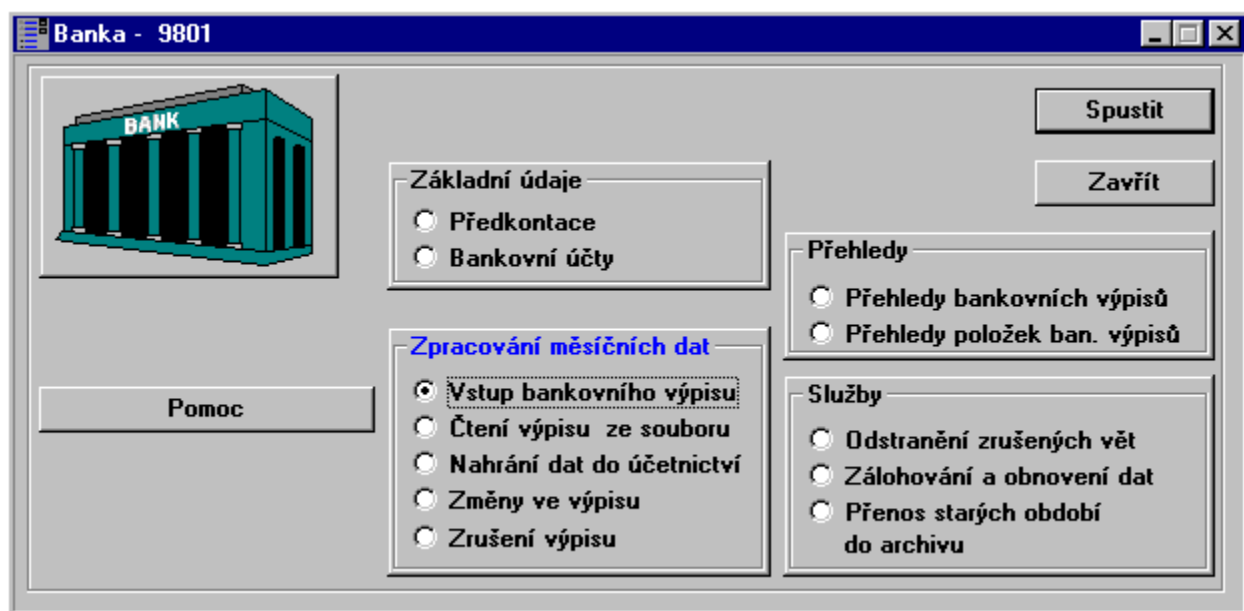 Banka - 9801
BANK
Spustit
Zavřít
Základní údaje
Předkontace
Bankovní účty
Přehledy
Přehledy bankovních výpisů
Přehledy položek ban. výpisů
Zpracování měsíčních dat
Vstup bankovního výpisu
Čtení výpisu ze souboru
Nahrání dat do účetnictví
Změny ve výpisu
Zrušení výpisu
Pomoc
Služby
Odstranění zrušených vět
Zálohování a obnovení dat
Přenos starých období
do archivu